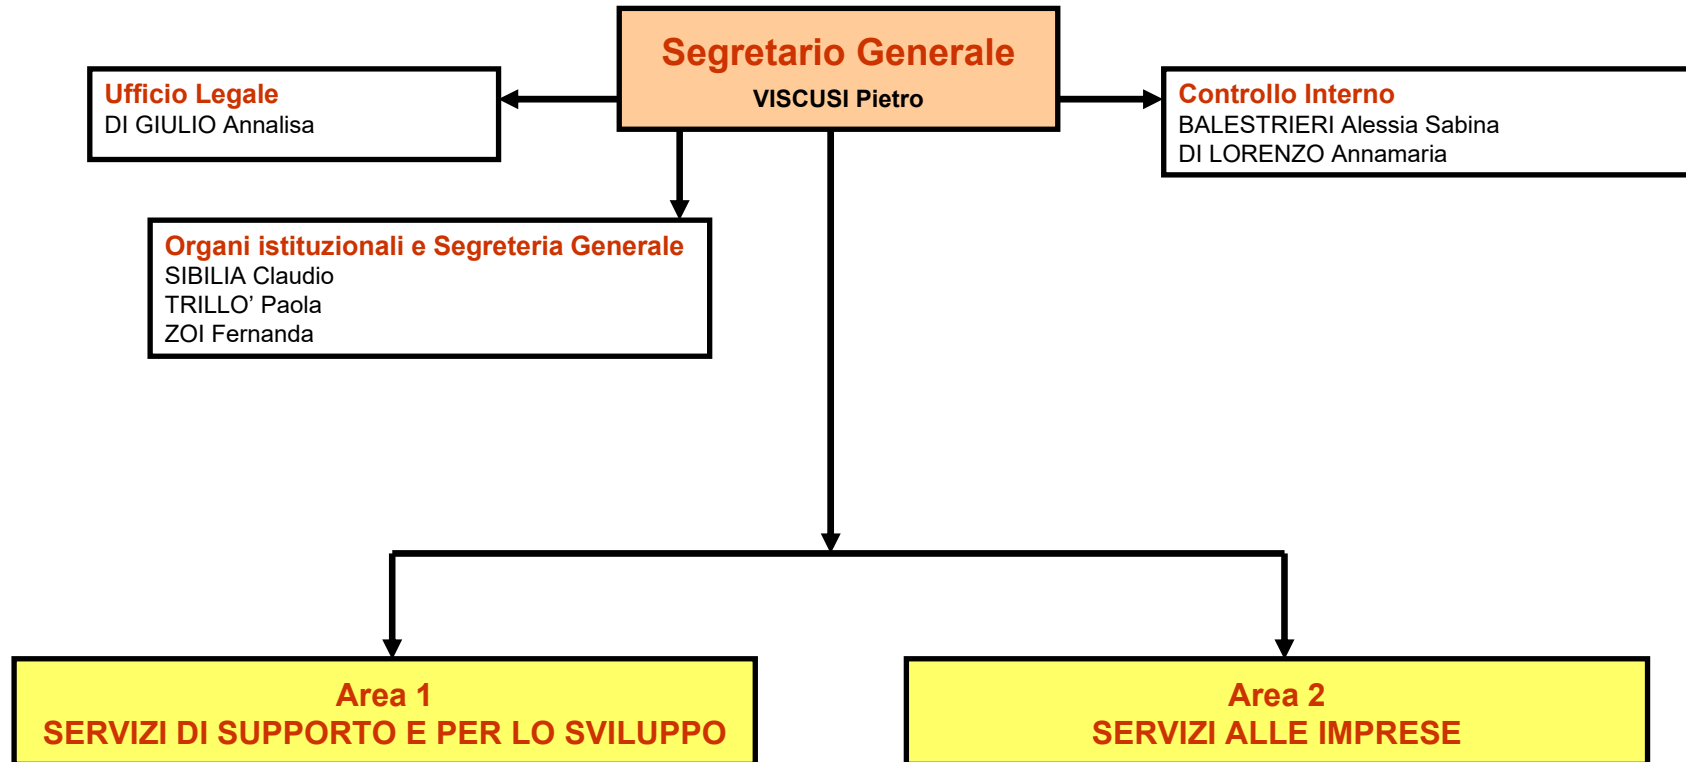 Segretario Generale
VISCUSI Pietro
Ufficio Legale
DI GIULIO Annalisa
Controllo Interno
BALESTRIERI Alessia Sabina
DI LORENZO Annamaria
Organi istituzionali e Segreteria Generale
SIBILIA Claudio
TRILLO’ Paola
ZOI Fernanda
Area 1
SERVIZI DI SUPPORTO E PER LO SVILUPPO
Area 2
SERVIZI ALLE IMPRESE